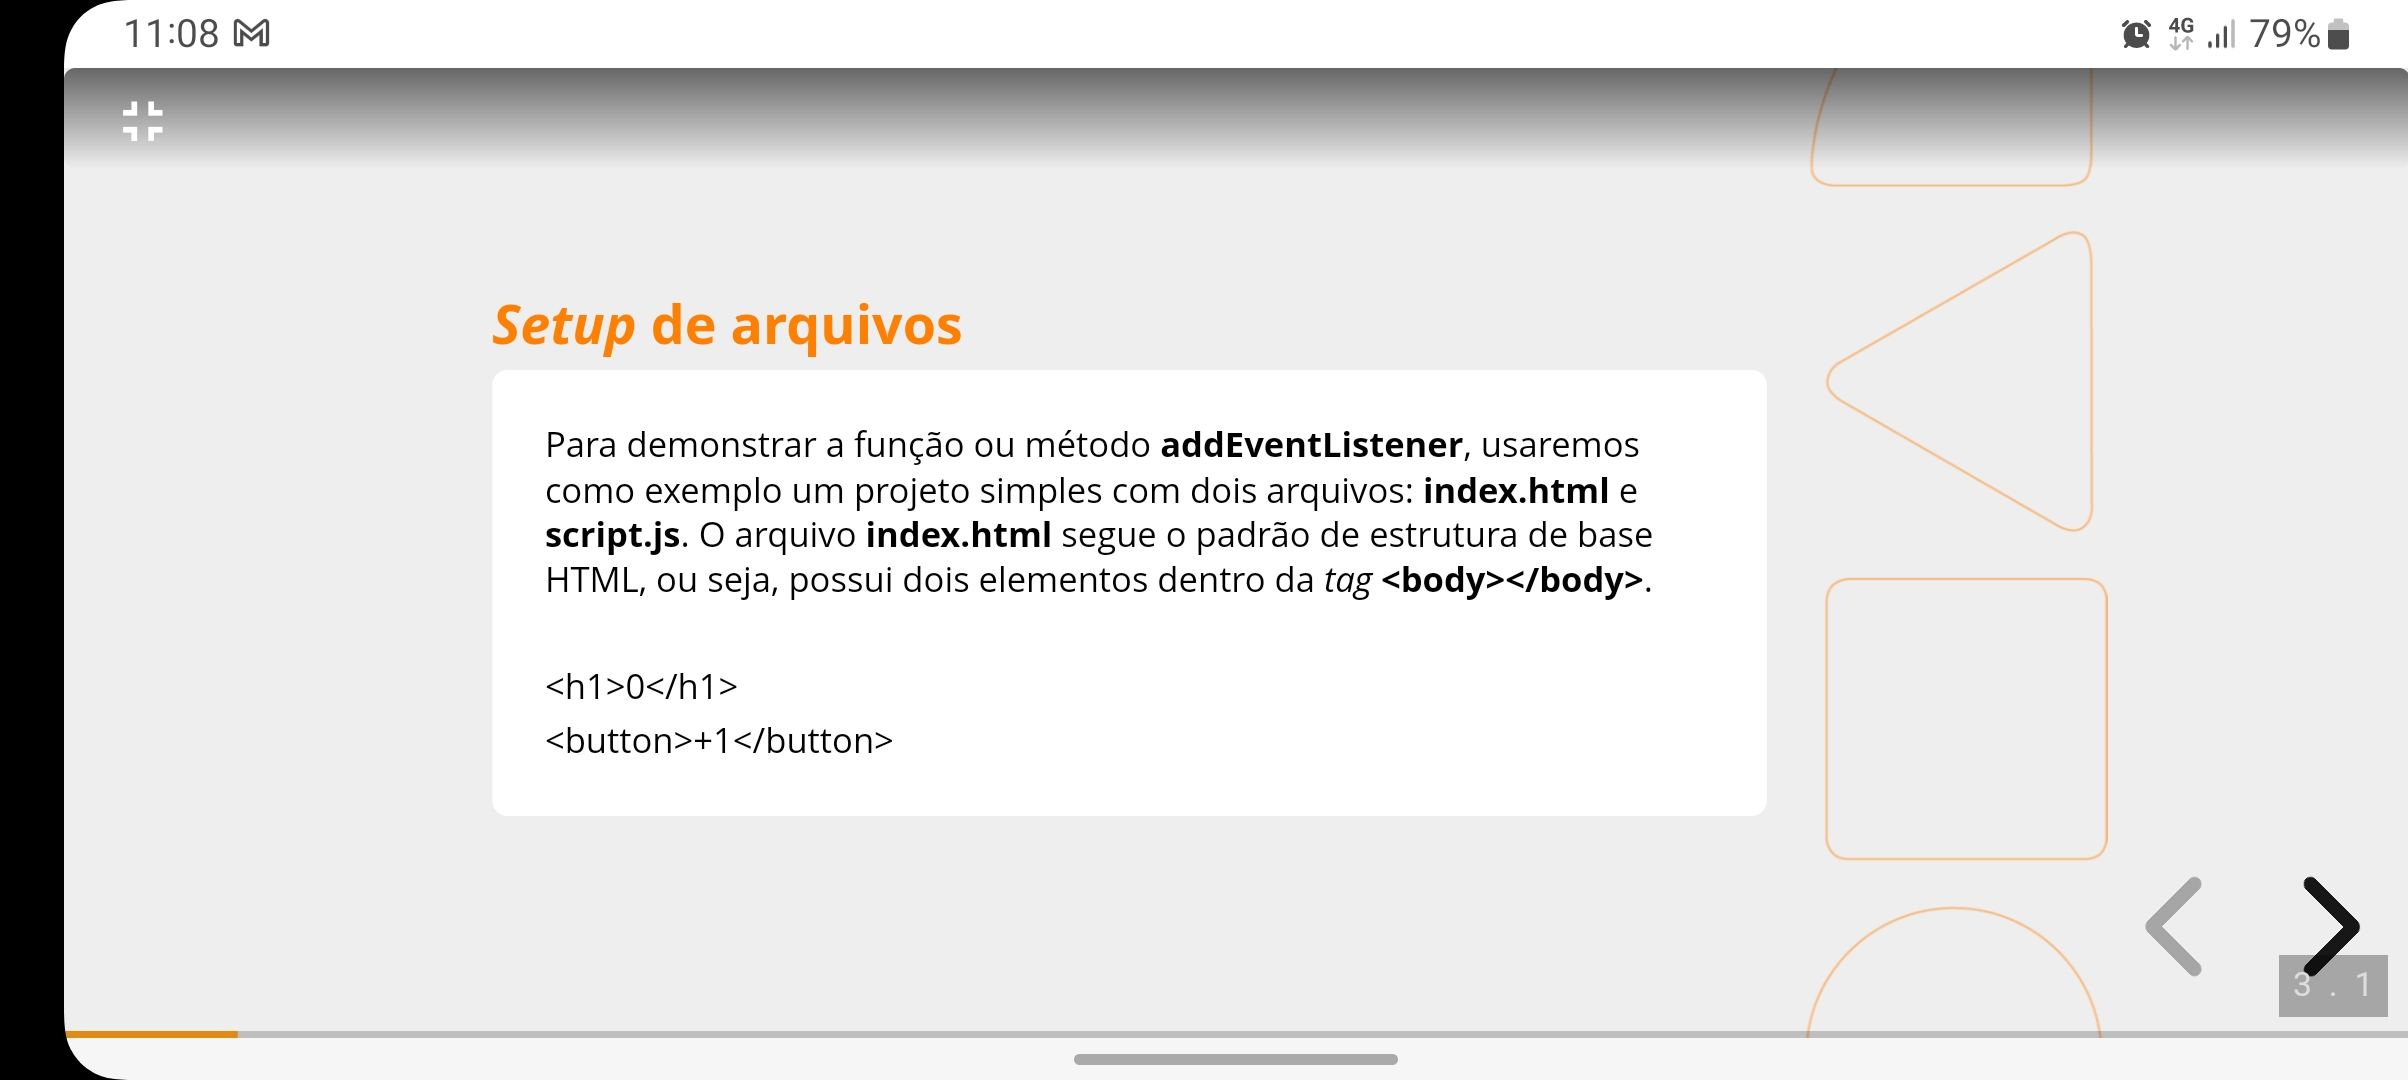 11:08
4G
79%
Setup de arquivos
Para demonstrar a função ou método addEventListener, usaremos
como exemplo um projeto simples com dois arquivos: index.html e
script.js. O arquivo index.html segue o padrão de estrutura de base
HTML, ou seja, possui dois elementos dentro da tag <body></body>.
<h1>0</h1>
<button>+1</button>
3 . 1